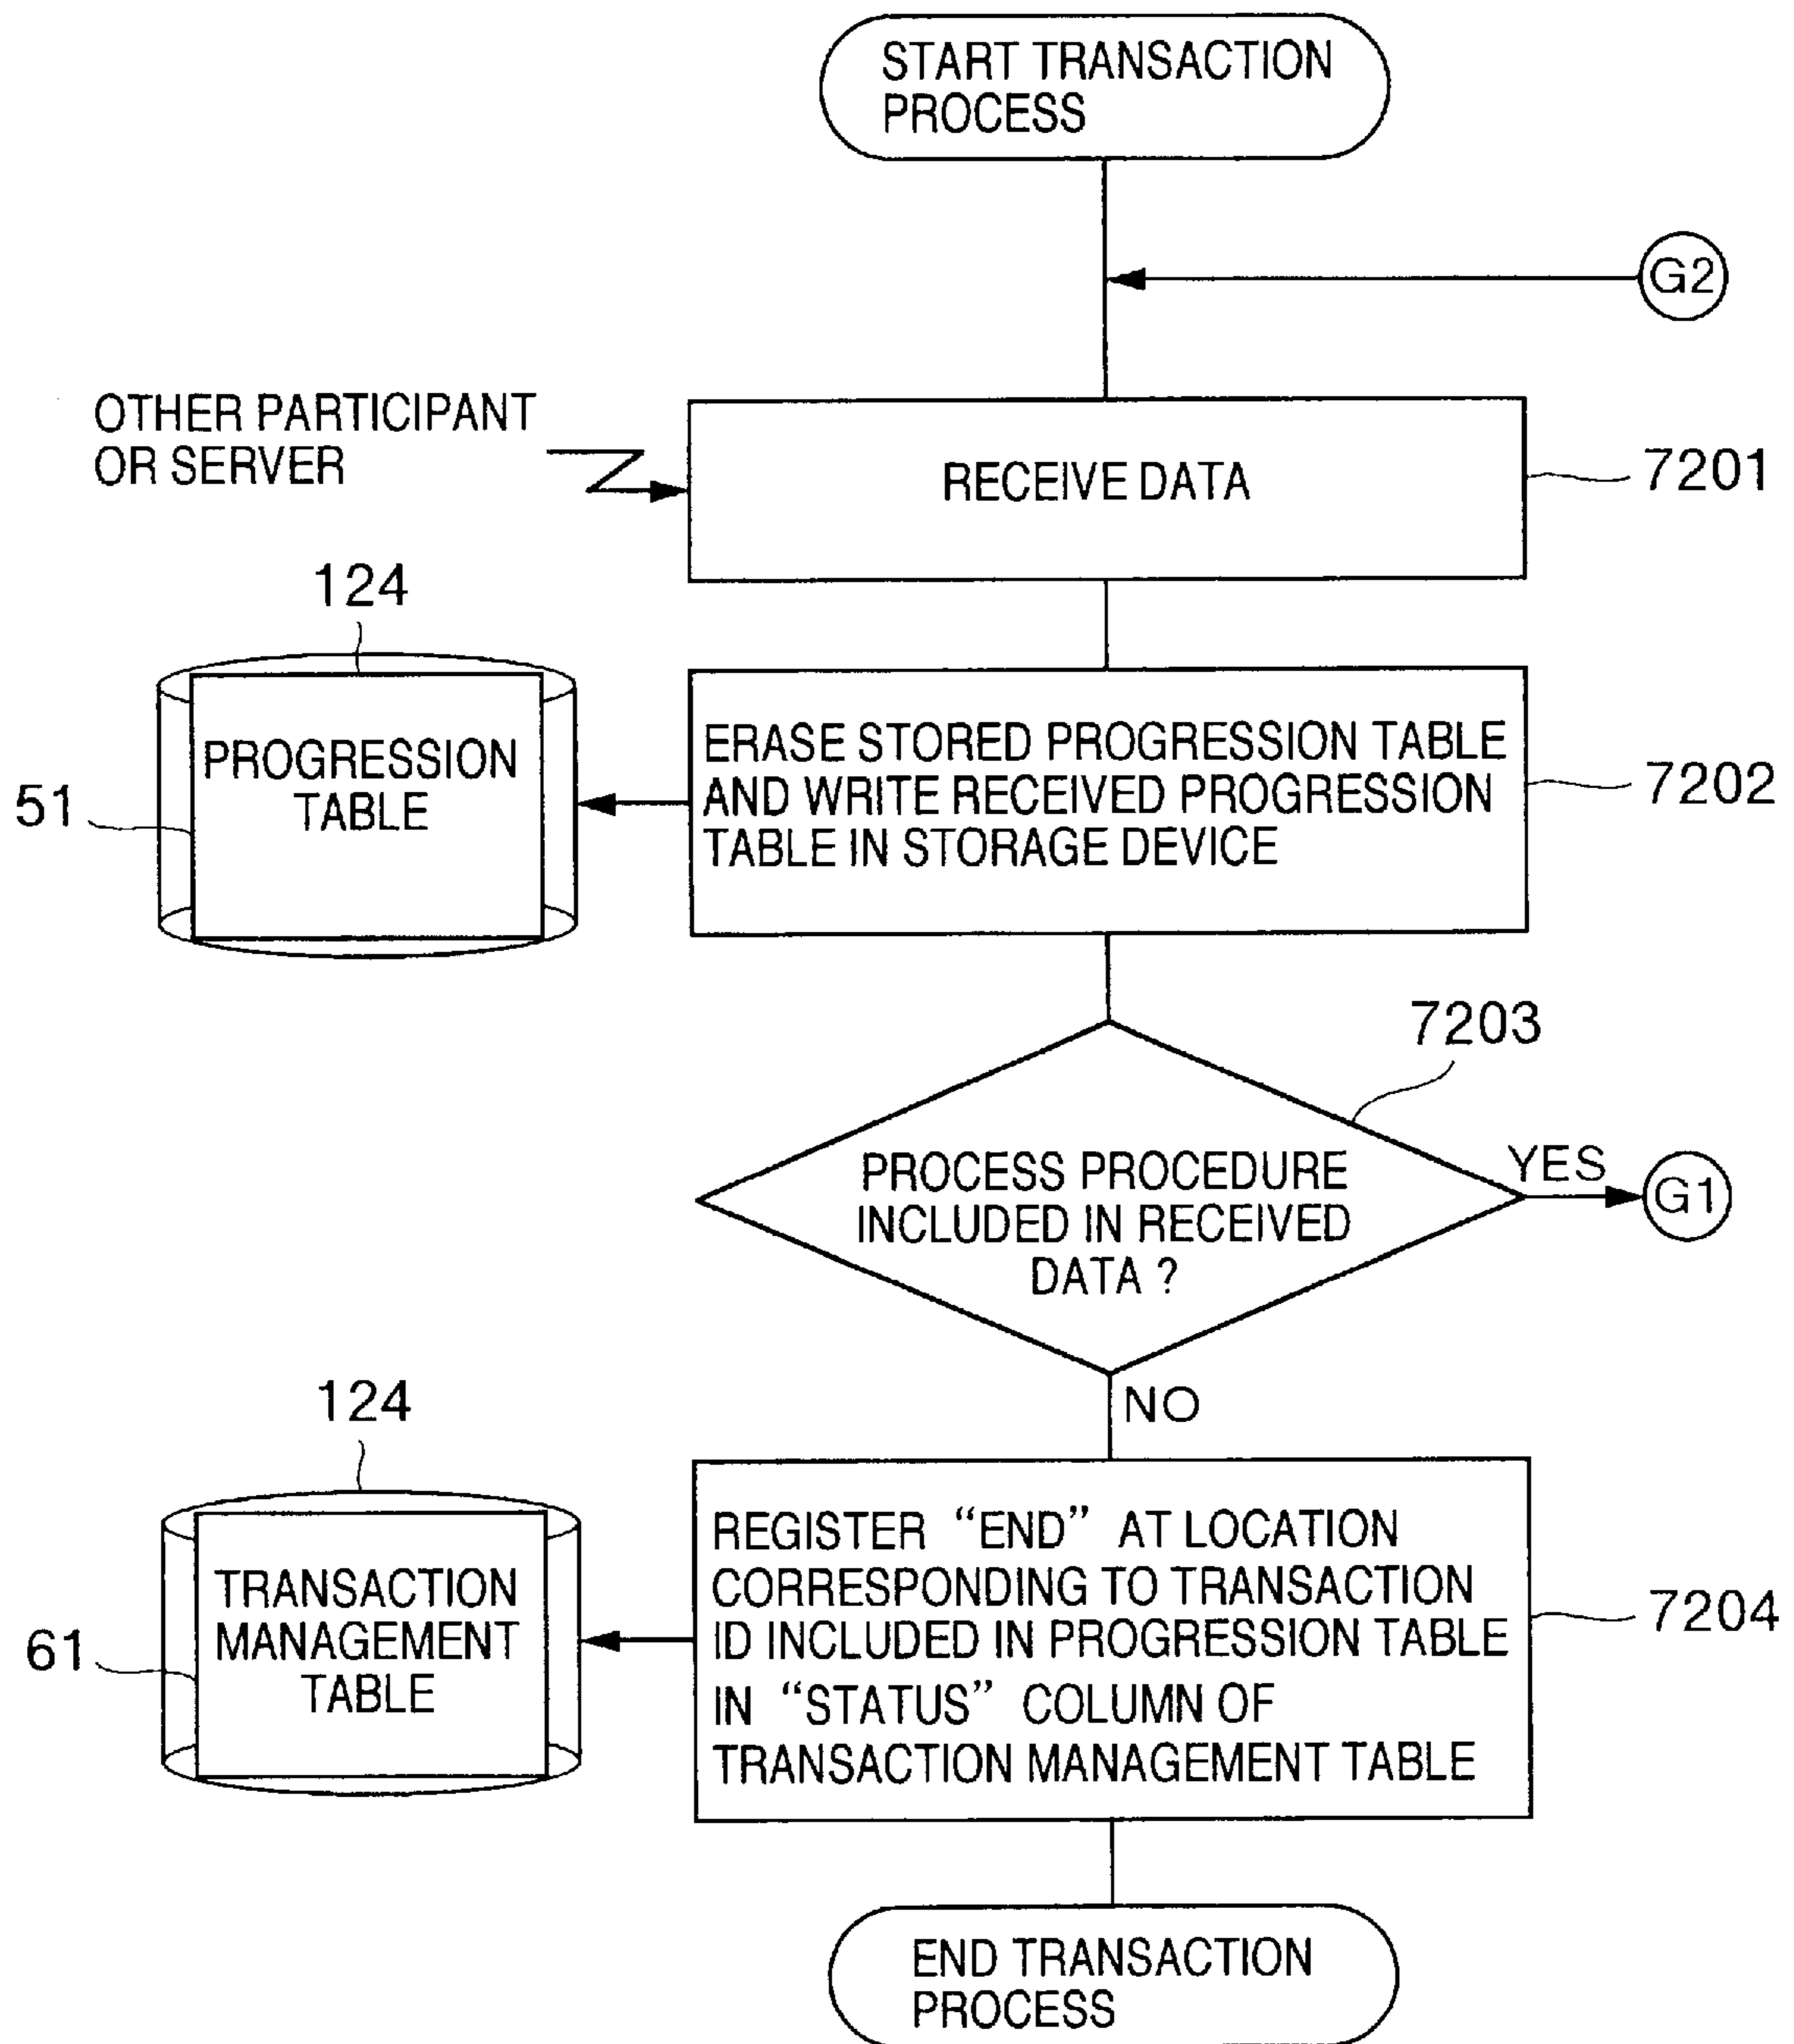 START TRANSACTION
PROCESS
G2
OTHER PARTICIPANT
OR SERVER
RECEIVE DATA
7201
124
PROGRESSION
TABLE
51
ERASE STORED PROGRESSION TABLE
AND WRITE RECEIVED PROGRESSION
TABLE IN STORAGE DEVICE
7202
7203
PROCESS PROCEDURE
INCLUDED IN RECEIVED
DATA ?
YES
G1
NO
124
TRANSACTION
MANAGEMENT
TABLE
61
REGISTER “END” AT LOCATION
CORRESPONDING TO TRANSACTION
ID INCLUDED IN PROGRESSION TABLE
IN “STATUS” COLUMN OF
TRANSACTION MANAGEMENT TABLE
7204
END TRANSACTION
PROCESS